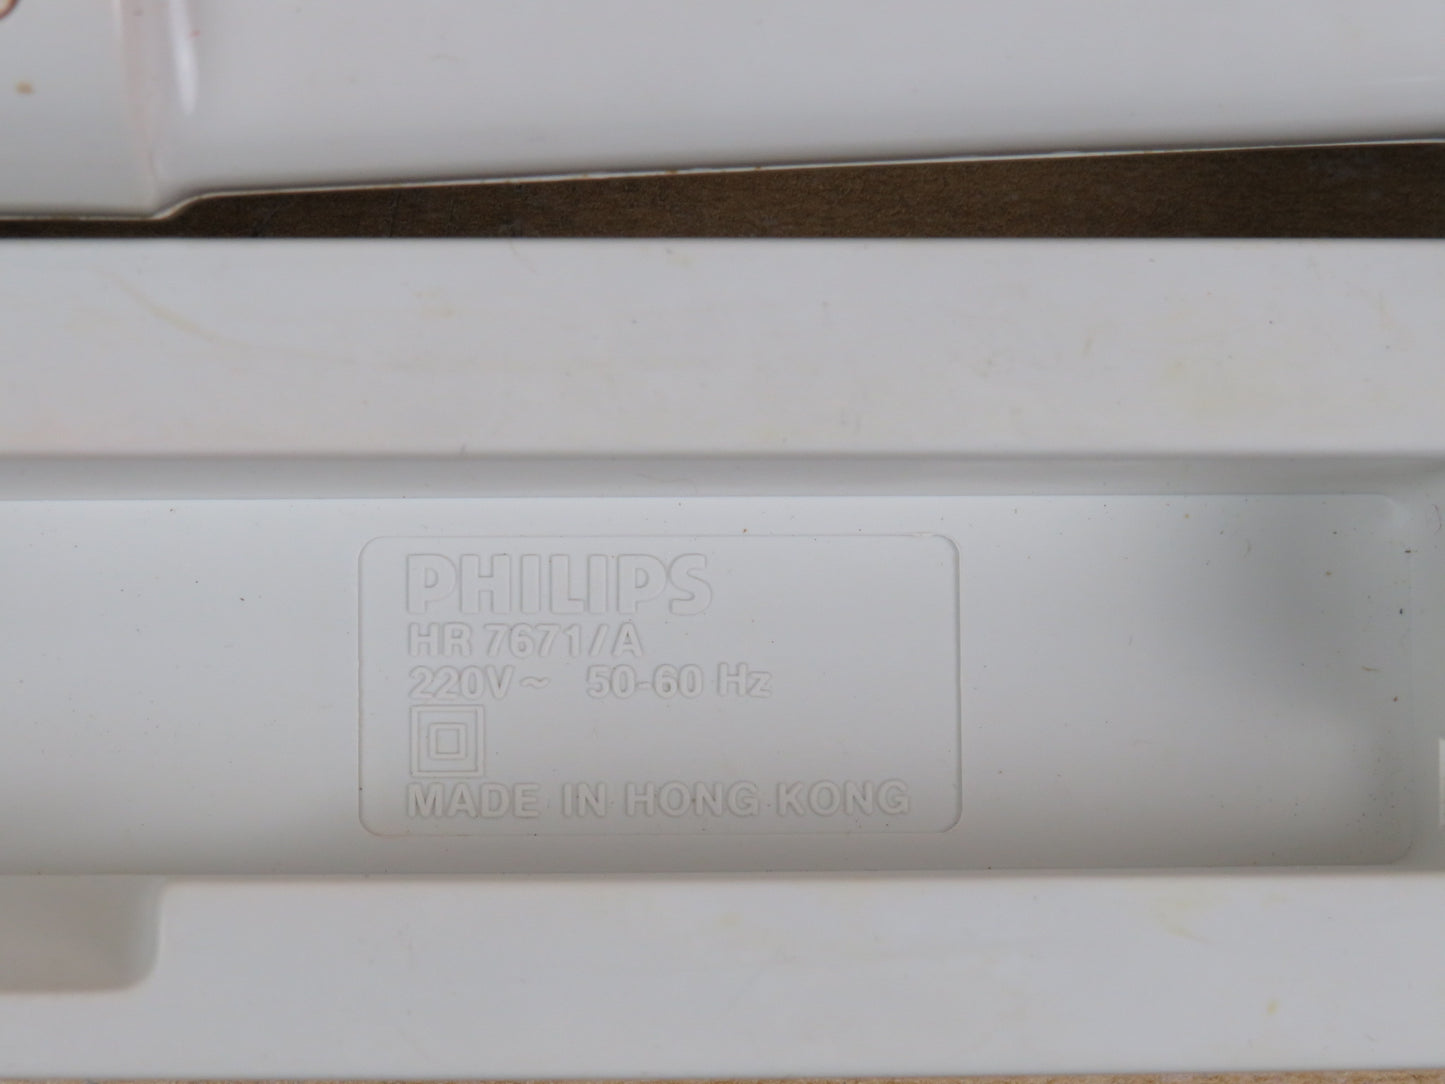 PHILIPS
HR 7671/A
220V~ 50-60 Hz
MADE IN HONG KONG